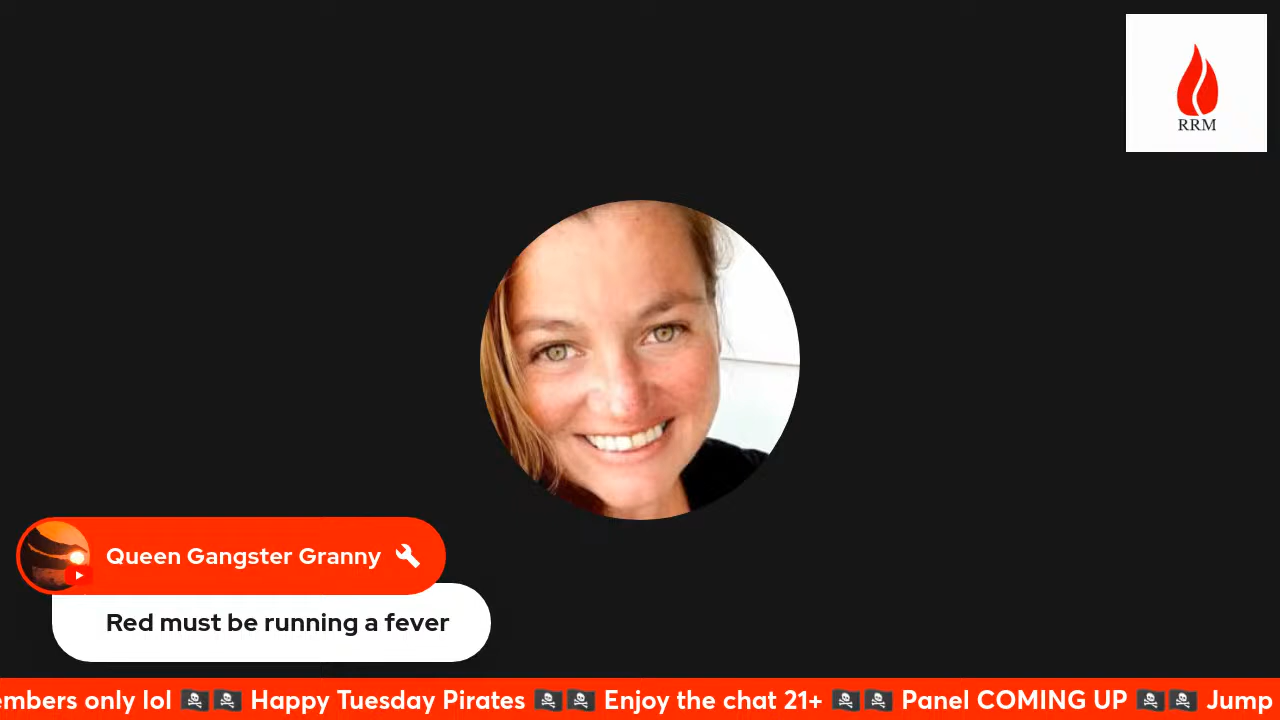 RRM
Queen Gangster Granny
Red must be running a fever
embers only lol 🏴‍☠️🏴‍☠️ Happy Tuesday Pirates 🏴‍☠️🏴‍☠️ Enjoy the chat 21+ 🏴‍☠️🏴‍☠️ Panel COMING UP 🏴‍☠️🏴‍☠️ Jump